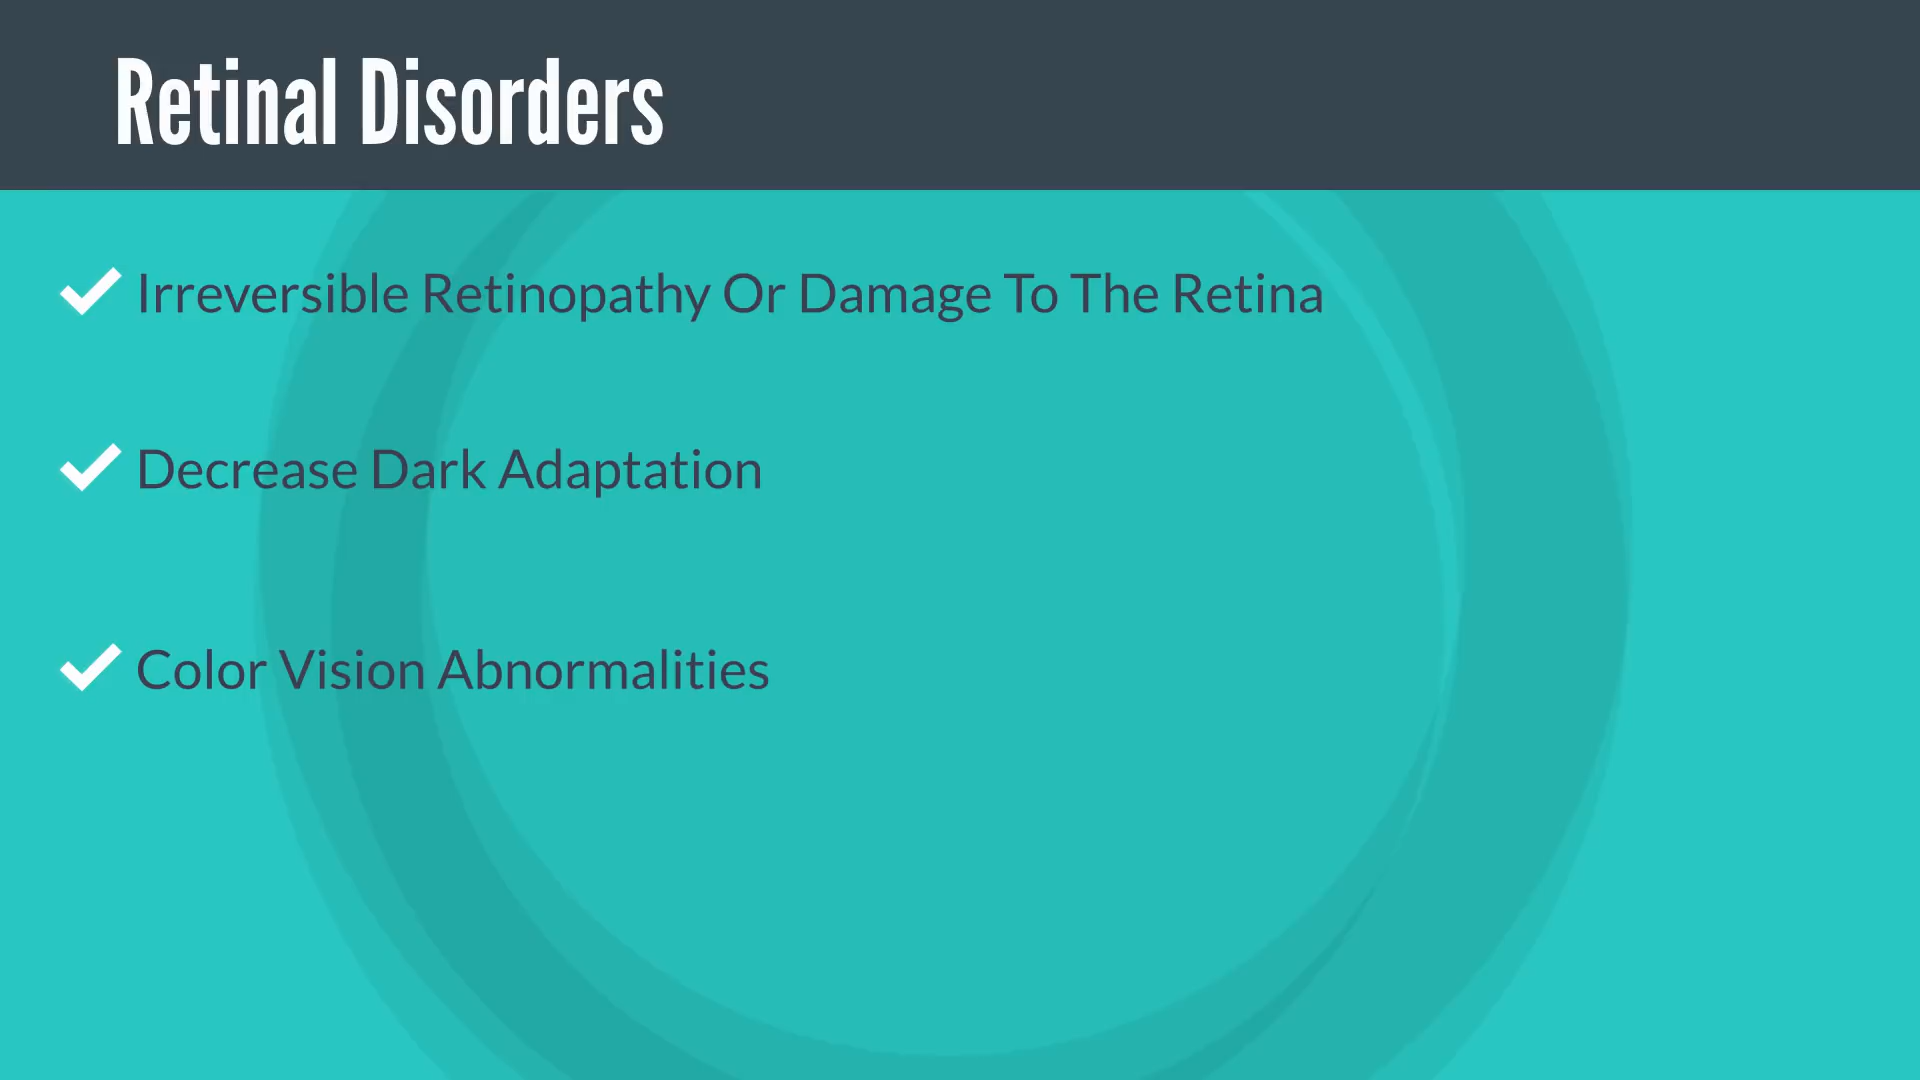 Retinal Disorders
Irreversible Retinopathy Or Damage To The Retina
Decrease Dark Adaptation
Color Vision Abnormalities